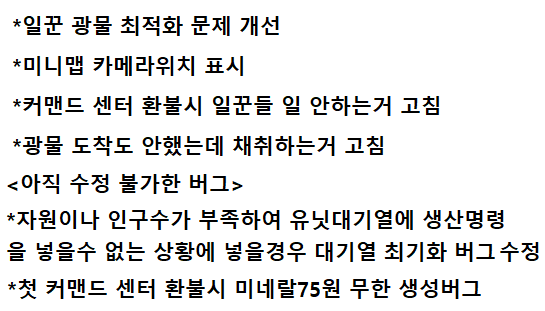 *일꾼 광물 최적화 문제 개선
*미니맵 카메라위치 표시
*커맨드 센터 환불시 일꾼들 일 안하는거 고침
*광물 도착도 안했는데 채취하는거 고침
<아직 수정 불가한 버그>
*자원이나 인구수가 부족하여 유닛대기열에 생산명령
을 넣을수 없는 상황에 넣을경우 대기열 최기화 버그수정
*첫 커맨드 센터 환불시 미네랄75원 무한 생성버그